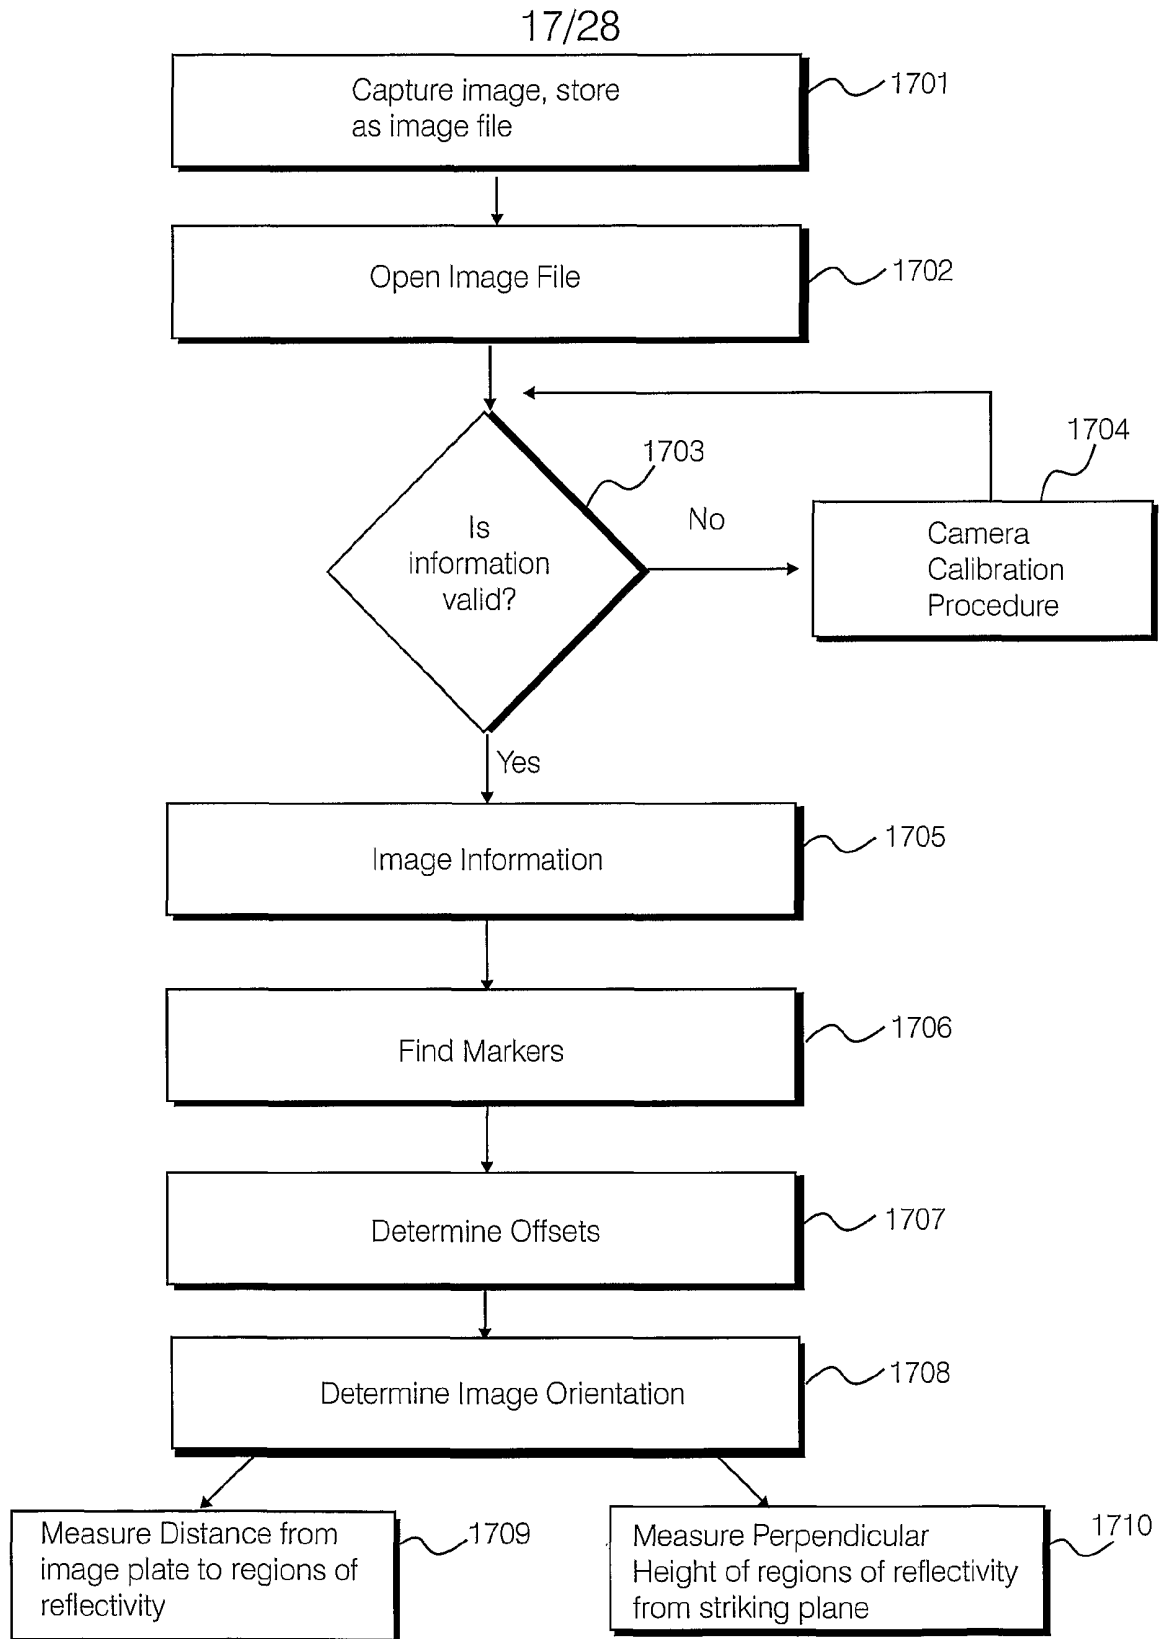 17/28
Capture image, store
as image file
1701
Open Image File
1702
1703
1704
Is
information
valid?
No
Camera
Calibration
Procedure
Yes
Image Information
1705
Find Markers
1706
Determine Offsets
1707
Determine Image Orientation
1708
Measure Distance from
image plate to regions of
reflectivity
1709
Measure Perpendicular
Height of regions of reflectivity
from striking plane
1710